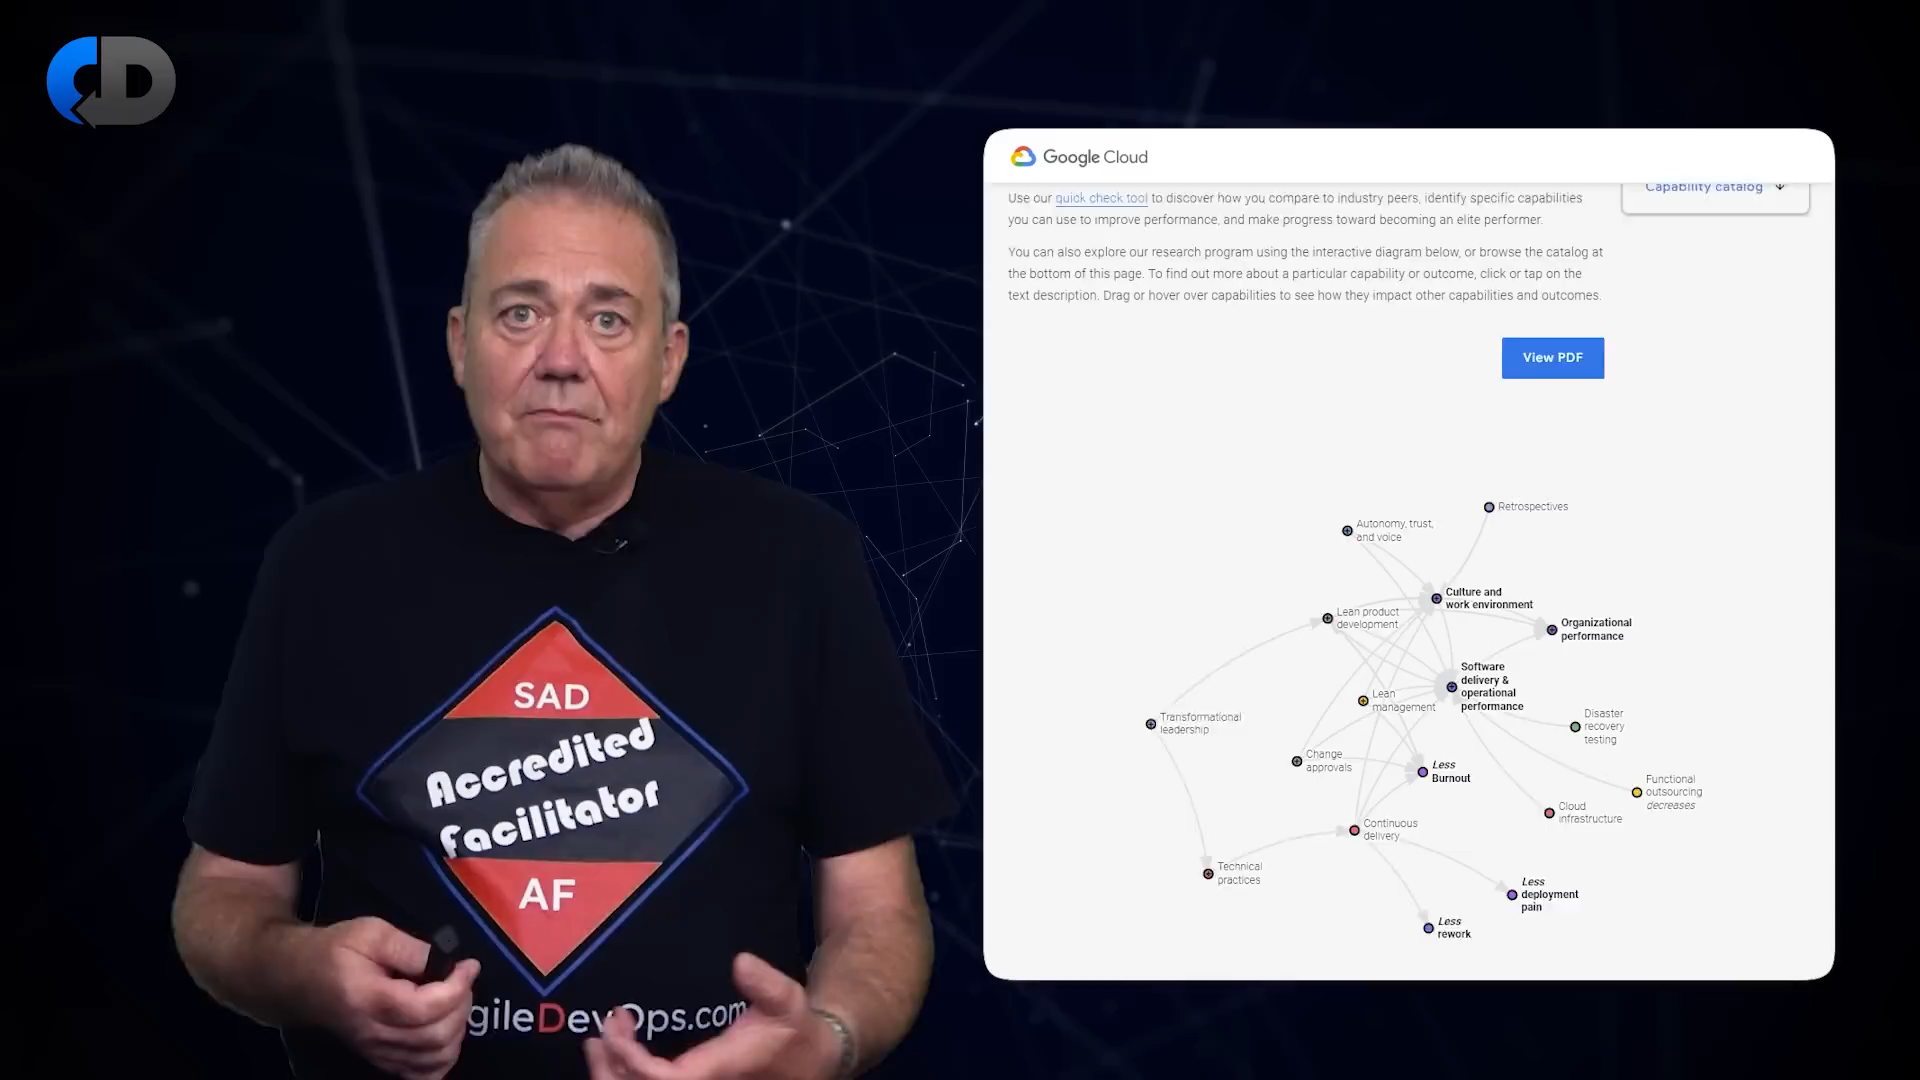 CD
SAD
Accredited
Facilitator
AF
gileDevOps.com
Google Cloud
Capability catalog
Use our quick check tool to discover how you compare to industry peers, identify specific capabilities
you can use to improve performance, and make progress toward becoming an elite performer.
You can also explore our research program using the interactive diagram below, or browse the catalog at
the bottom of this page. To find out more about a particular capability or outcome, click or tap on the
text description. Drag or hover over capabilities to see how they impact other capabilities and outcomes.
View PDF
Retrospectives
Autonomy, trust,
and voice
Culture and
work environment
Lean product
development
Organizational
performance
Software
delivery &
operational
performance
Lean
management
Disaster
recovery
testing
Transformational
leadership
Change
approvals
Less
Burnout
Functional
outsourcing
decreases
Cloud
infrastructure
Continuous
delivery
Technical
practices
Less
deployment
pain
Less
rework